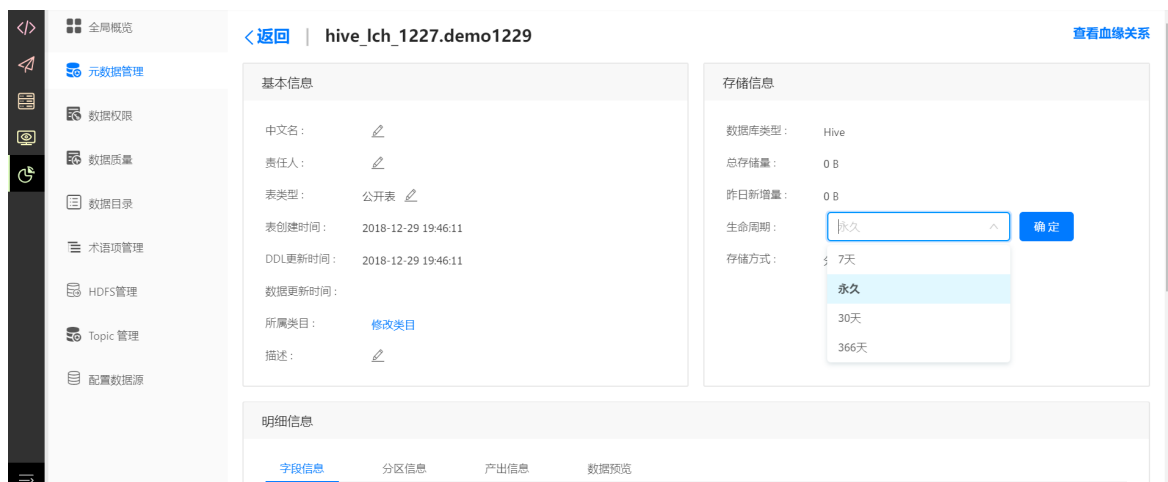 全局概览
元数据管理
数据权限
数据质量
数据目录
术语项管理
HDFS管理
Topic 管理
配置数据源
返回 | hive_lch_1227.demo1229
查看血缘关系
基本信息
中文名：
责任人：
表类型： 公开表
表创建时间： 2018-12-29 19:46:11
DDL更新时间： 2018-12-29 19:46:11
数据更新时间：
所属类目： 修改类目
描述：
存储信息
数据库类型： Hive
总存储量： 0 B
昨日新增量： 0 B
生命周期： 永久 确定
存储方式：
7天
永久
30天
366天
明细信息
字段信息 分区信息 产出信息 数据预览